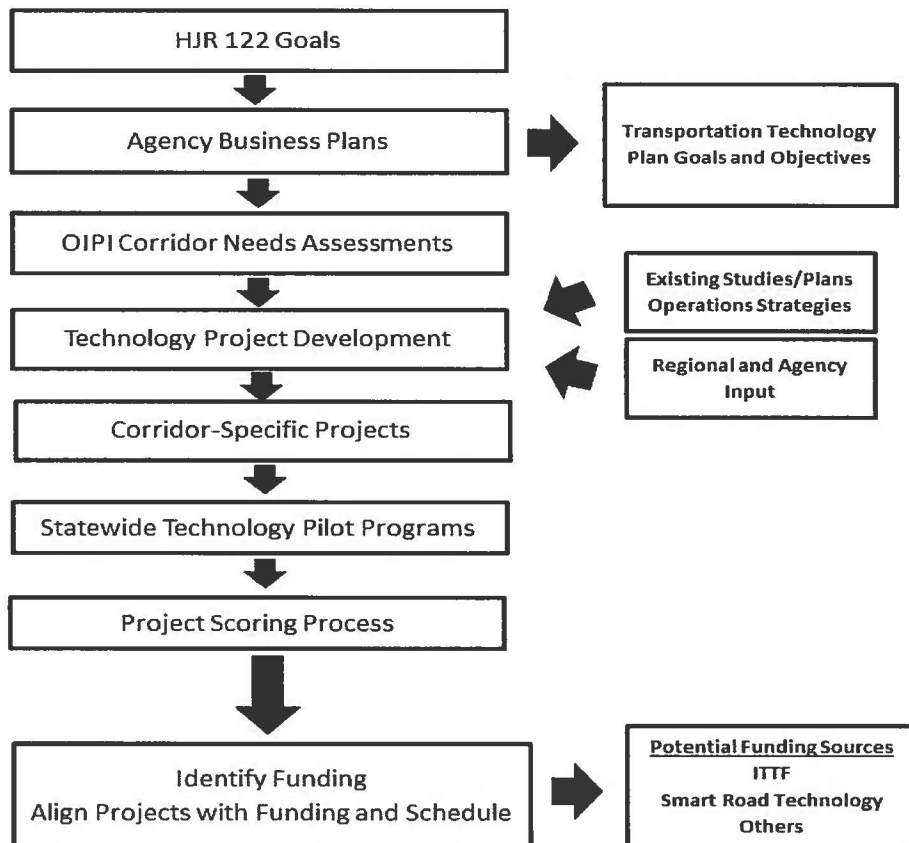 HJR 122 Goals
Agency Business Plans
Transportation Technology
Plan Goals and Objectives
OIPI Corridor Needs Assessments
Existing Studies/Plans
Operations Strategies
Technology Project Development
Regional and Agency
Input
Corridor-Specific Projects
Statewide Technology Pilot Programs
Project Scoring Process
Identify Funding
Align Projects with Funding and Schedule
Potential Funding Sources
ITTF
Smart Road Technology
Others